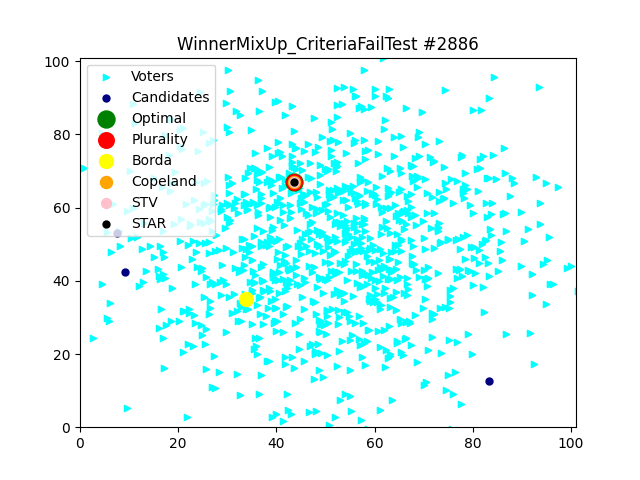 WinnerMixUp_CriteriaFailTest #2886
100
80
60
40
20
0
0 20 40 60 80 100
Voters
Candidates
Optimal
Plurality
Borda
Copeland
STV
STAR